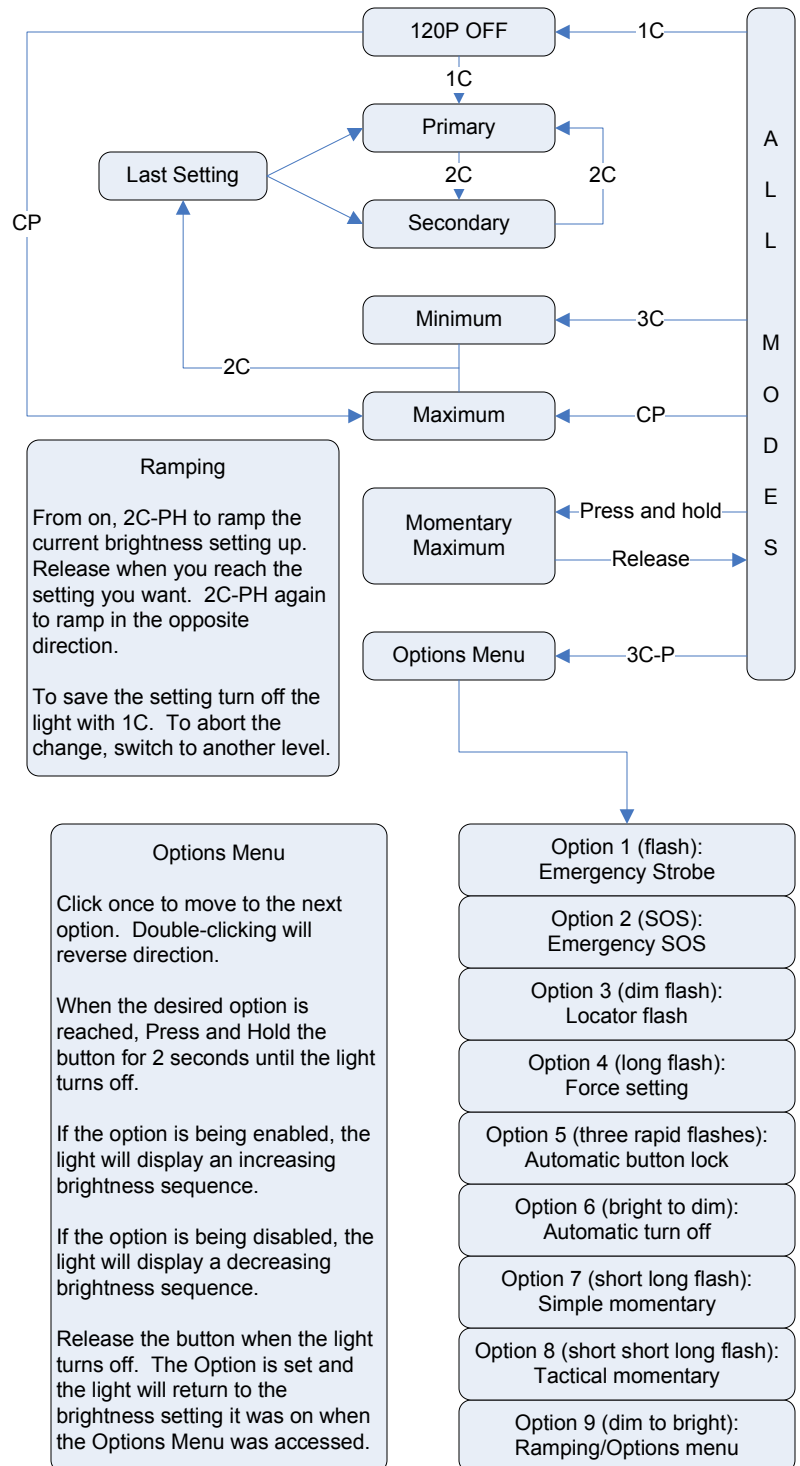 120P OFF
1C
1C
Primary
Last Setting
2C
2C
Secondary
CP
Minimum
3C
2C
Maximum
CP
A
L
L
M
O
D
E
S
Ramping
From on, 2C-PH to ramp the
current brightness setting up.
Release when you reach the
setting you want.  2C-PH again
to ramp in the opposite
direction.
To save the setting turn off the
light with 1C.  To abort the
change, switch to another level.
Momentary
Maximum
Press and hold
Release
Options Menu
3C-P
Options Menu
Click once to move to the next
option.  Double-clicking will
reverse direction.
When the desired option is
reached, Press and Hold the
button for 2 seconds until the light
turns off.
If the option is being enabled, the
light will display an increasing
brightness sequence.
If the option is being disabled, the
light will display a decreasing
brightness sequence.
Release the button when the light
turns off.  The Option is set and
the light will return to the
brightness setting it was on when
the Options Menu was accessed.
Option 1 (flash):
Emergency Strobe
Option 2 (SOS):
Emergency SOS
Option 3 (dim flash):
Locator flash
Option 4 (long flash):
Force setting
Option 5 (three rapid flashes):
Automatic button lock
Option 6 (bright to dim):
Automatic turn off
Option 7 (short long flash):
Simple momentary
Option 8 (short short long flash):
Tactical momentary
Option 9 (dim to bright):
Ramping/Options menu